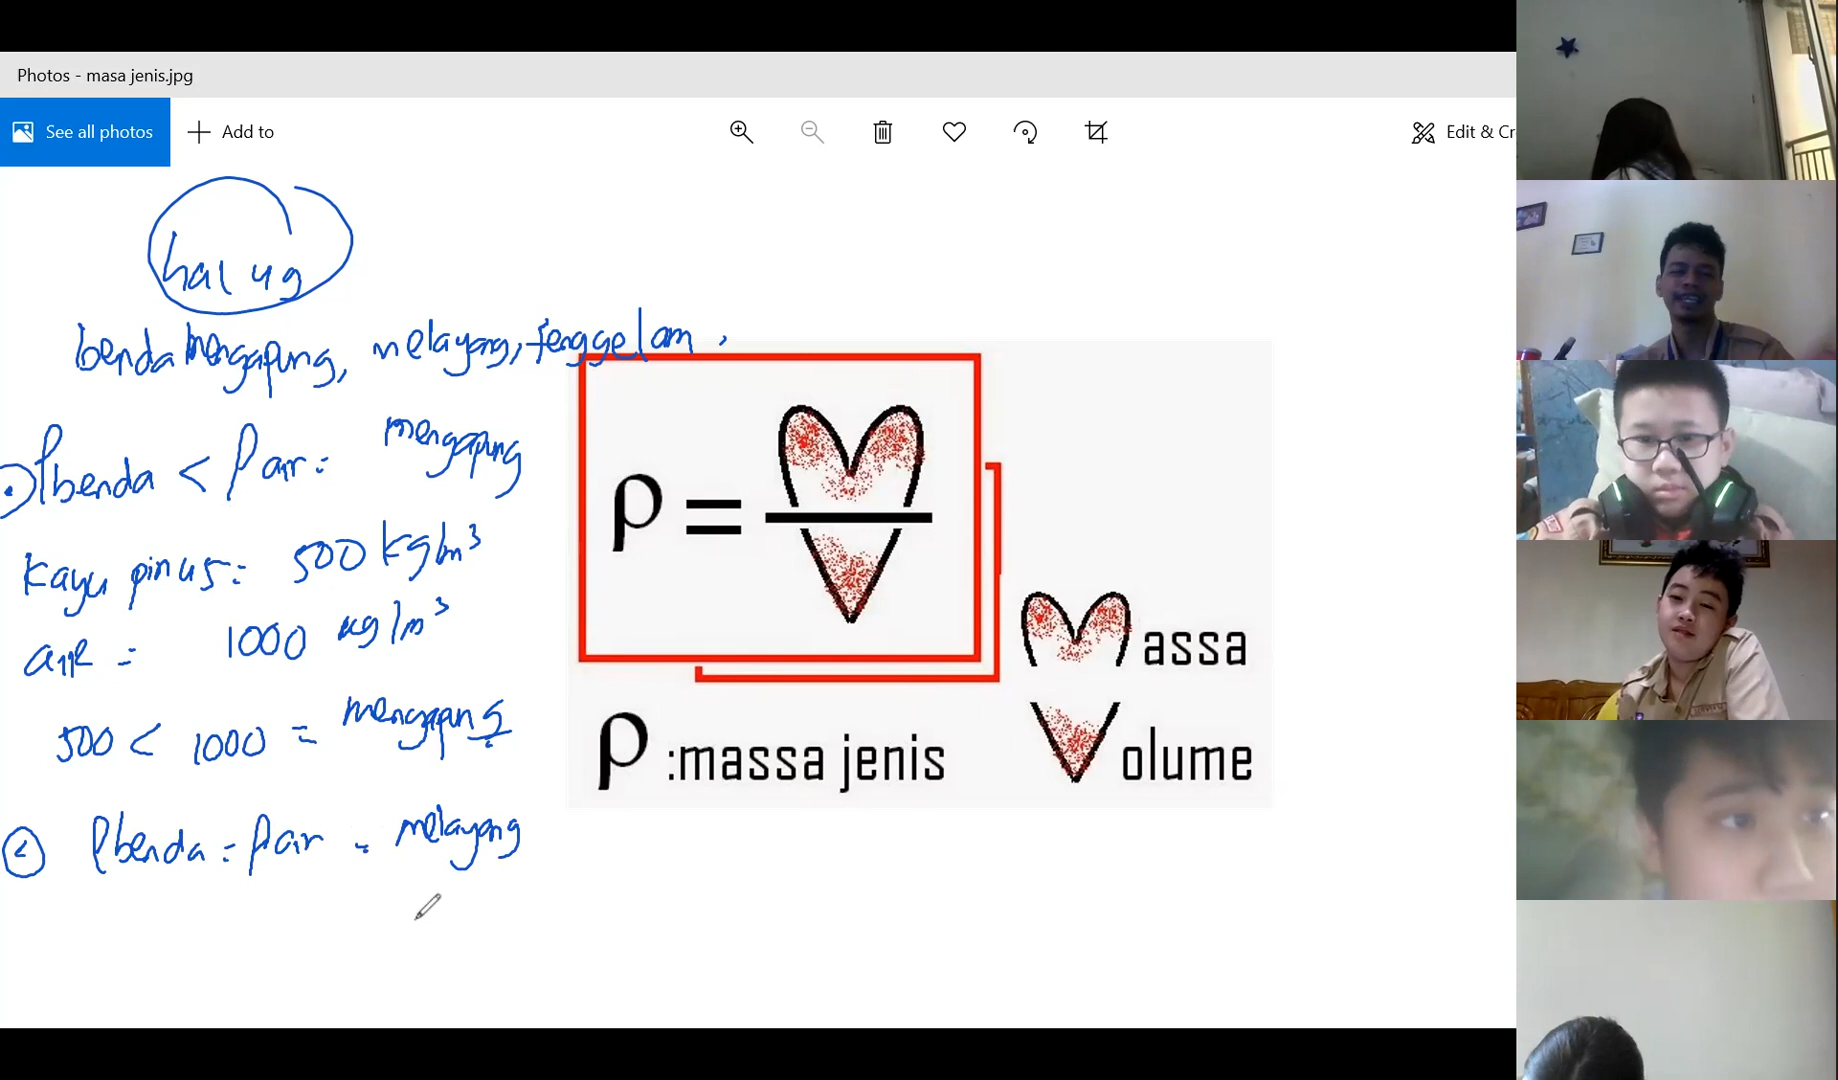 Photos - masa jenis.jpg
See all photos
Add to
Edit & Cr
hal 49
benda mengapung, melayang, tenggelam,
ρbenda < ρair = mengapung
kayu pinus = 500 kg/m³
air = 1000 kg/m³
500 < 1000 = mengapung
2 ρbenda = ρair = melayang
ρ =
Massa
ρ :massa jenis
Volume